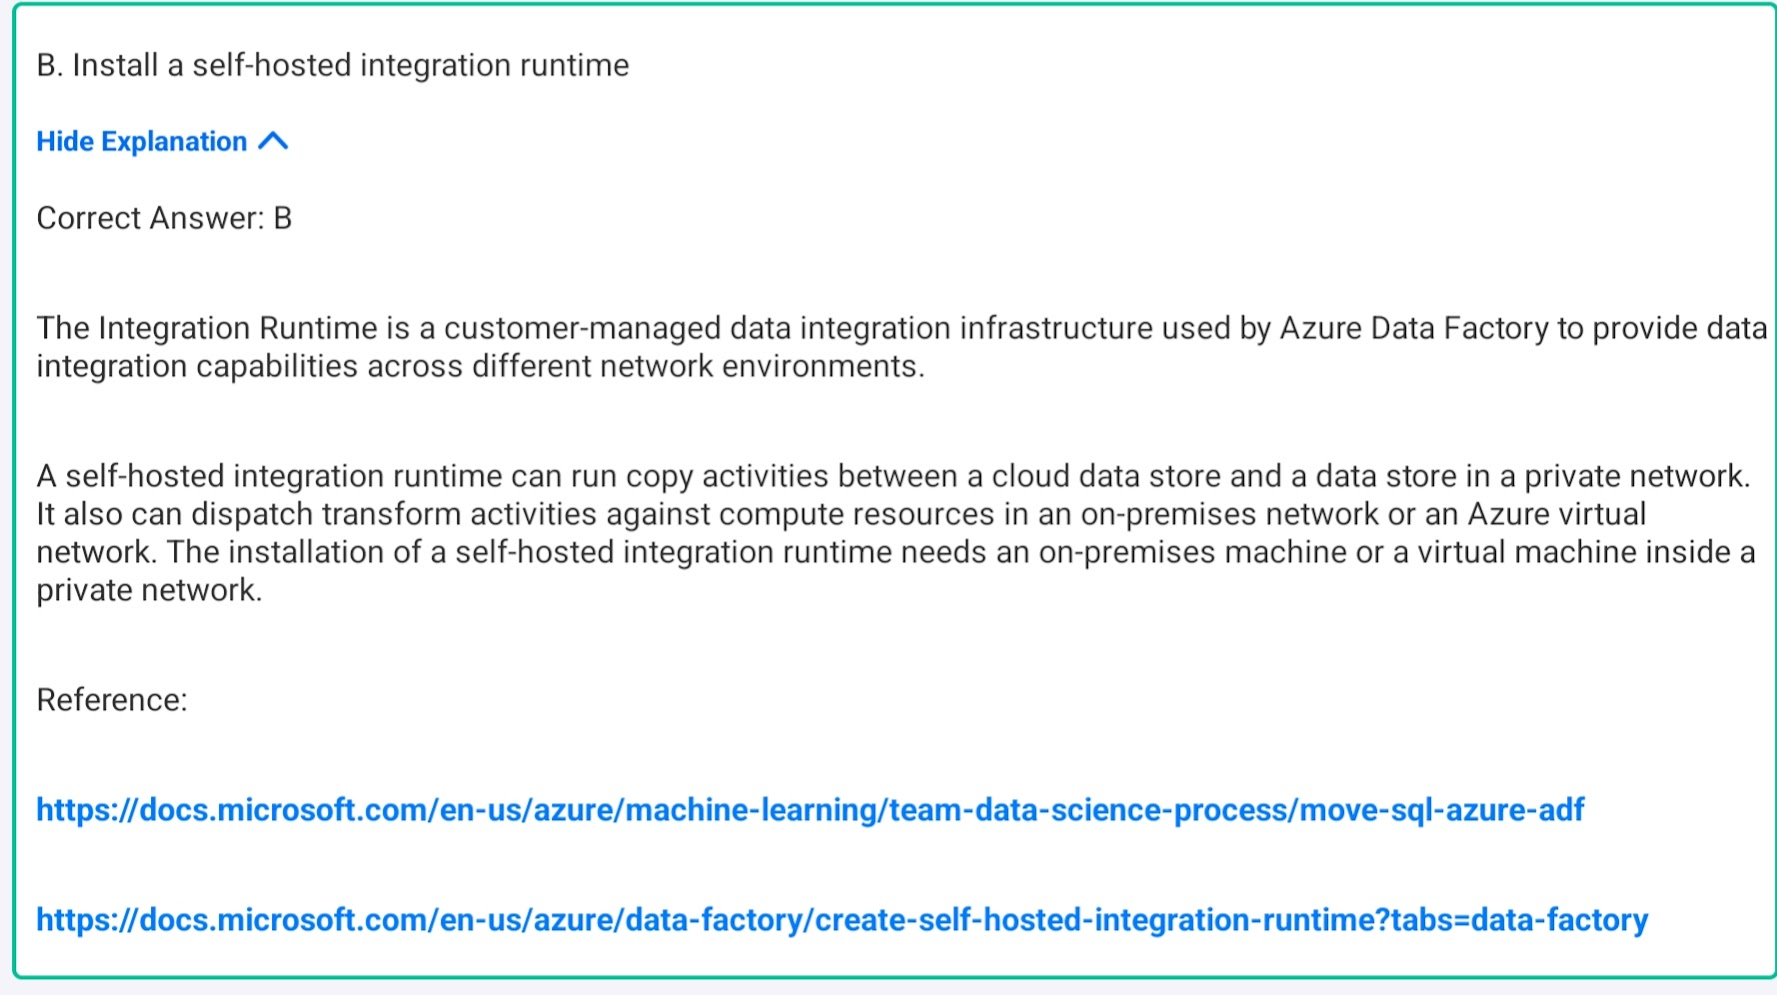 B. Install a self-hosted integration runtime
Hide Explanation
Correct Answer: B
The Integration Runtime is a customer-managed data integration infrastructure used by Azure Data Factory to provide data
integration capabilities across different network environments.
A self-hosted integration runtime can run copy activities between a cloud data store and a data store in a private network.
It also can dispatch transform activities against compute resources in an on-premises network or an Azure virtual
network. The installation of a self-hosted integration runtime needs an on-premises machine or a virtual machine inside a
private network.
Reference:
https://docs.microsoft.com/en-us/azure/machine-learning/team-data-science-process/move-sql-azure-adf
https://docs.microsoft.com/en-us/azure/data-factory/create-self-hosted-integration-runtime?tabs=data-factory